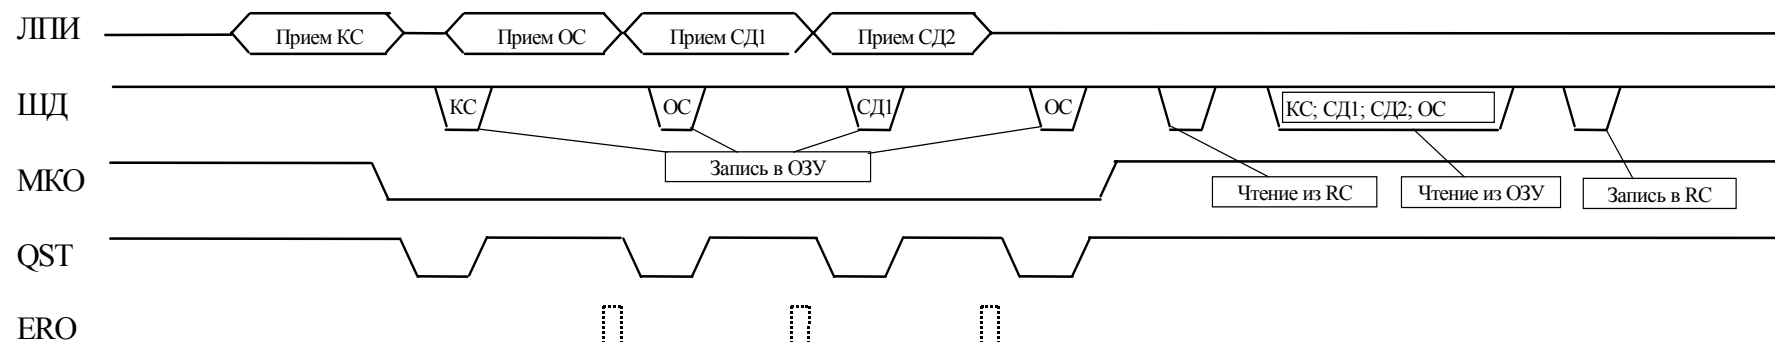 ЛПИ
Прием КС
Прием ОС
Прием СД1
Прием СД2
ШД
КС
ОС
СД1
ОС
КС; СД1; СД2; ОС
Запись в ОЗУ
МКО
Чтение из RC
Чтение из ОЗУ
Запись в RC
QST
ERO